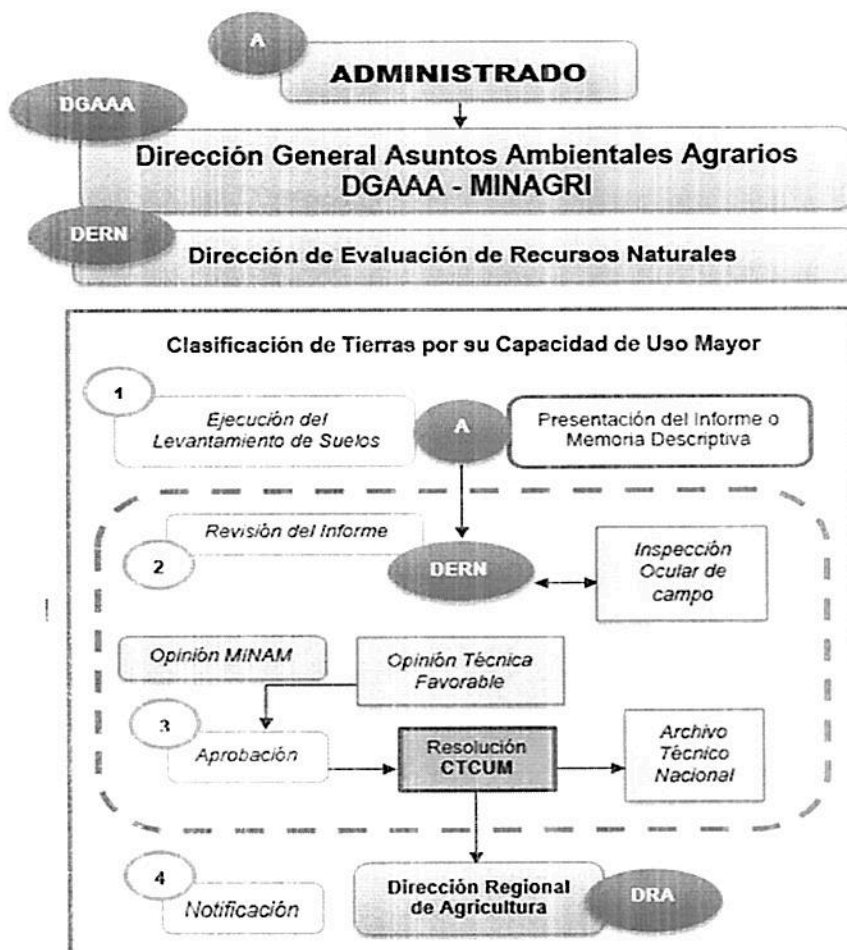 A
ADMINISTRADO
DGAAA
Dirección General Asuntos Ambientales Agrarios
DGAAA - MINAGRI
DERN
Dirección de Evaluación de Recursos Naturales
Clasificación de Tierras por su Capacidad de Uso Mayor
1
Ejecución del
Levantamiento de Suelos
A
Presentación del Informe o
Memoria Descriptiva
Revisión del Informe
2
DERN
Inspección
Ocular de
campo
Opinión MINAM
Opinión Técnica
Favorable
3
Aprobación
Resolución
CTCUM
Archivo
Técnico
Nacional
4
Notificación
Dirección Regional
de Agricultura
DRA